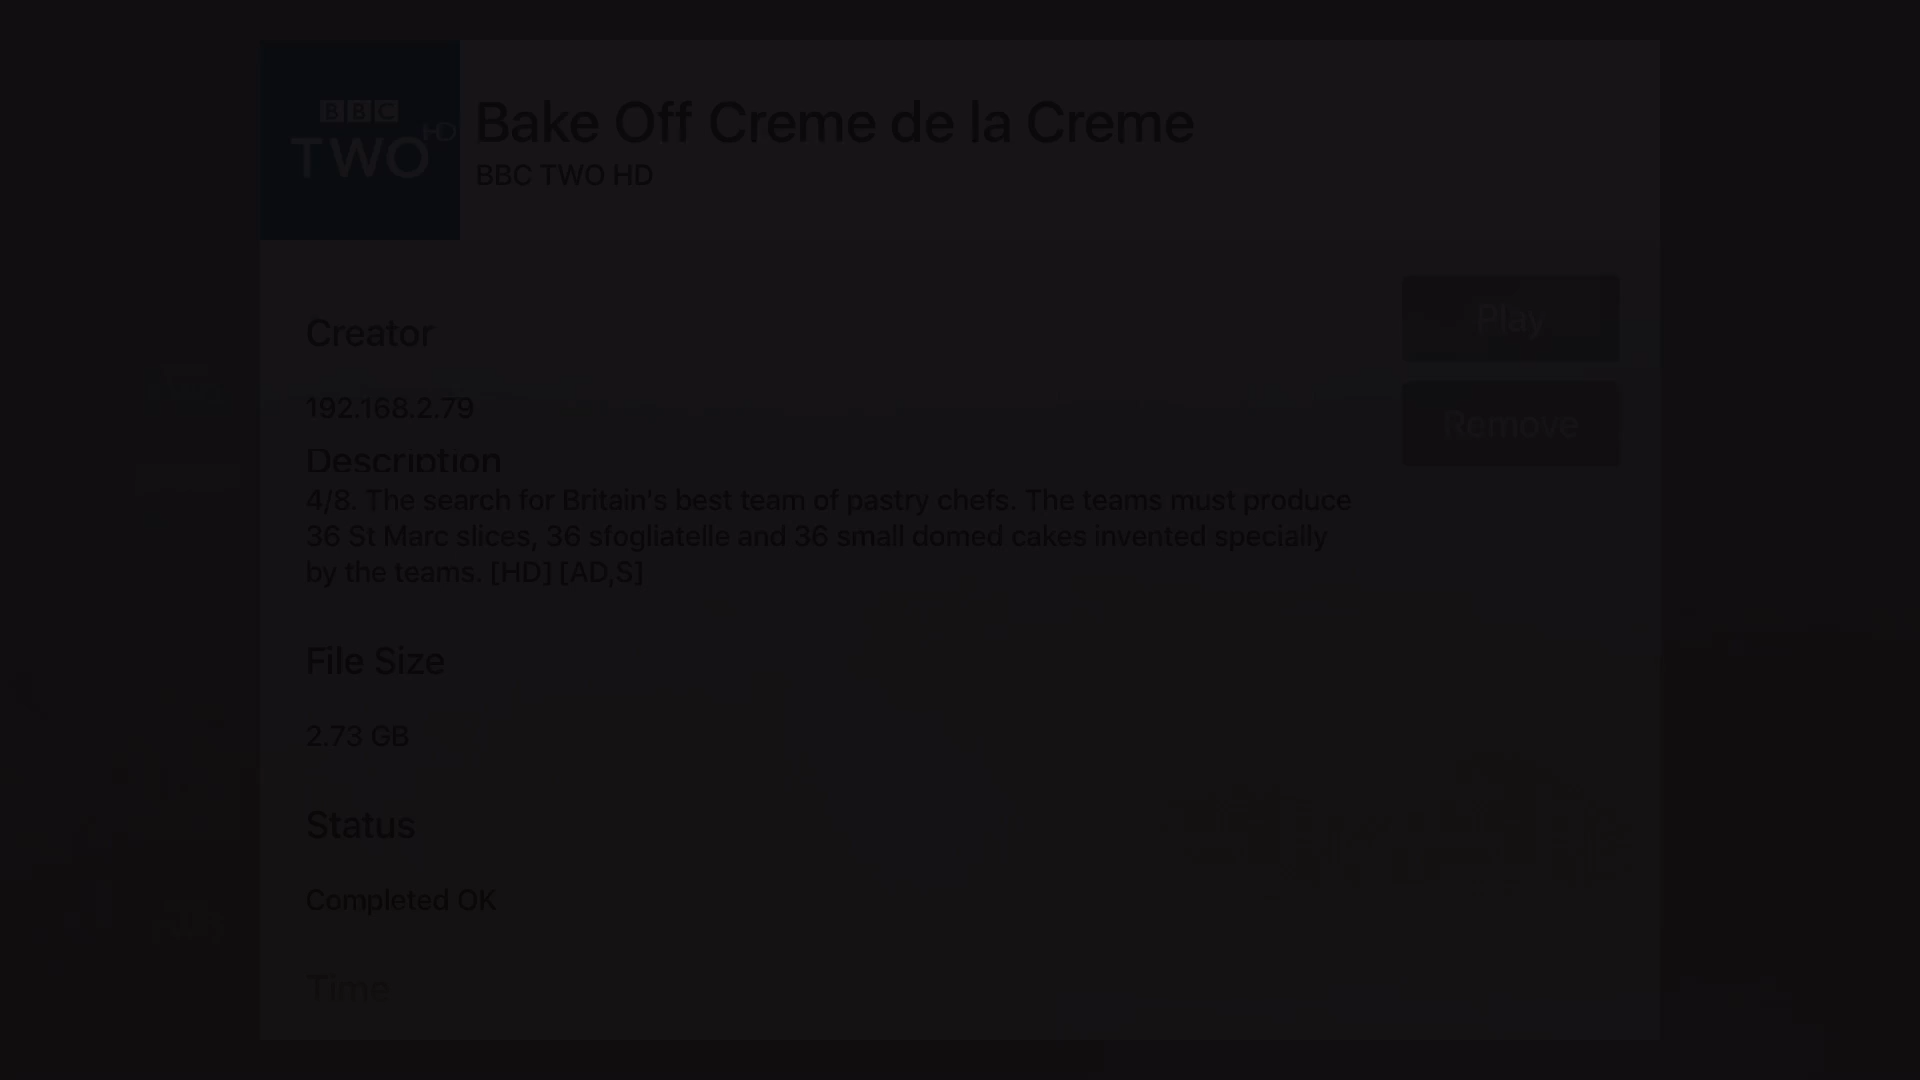 BBC
TWO HD
Bake Off Creme de la Creme
BBC TWO HD
Play
Creator
192.168.2.79
Remove
Description
4/8. The search for Britain's best team of pastry chefs. The teams must produce
36 St Marc slices, 36 sfogliatelle and 36 small domed cakes invented specially
by the teams. [HD] [AD,S]
File Size
2.73 GB
Status
Completed OK
Time